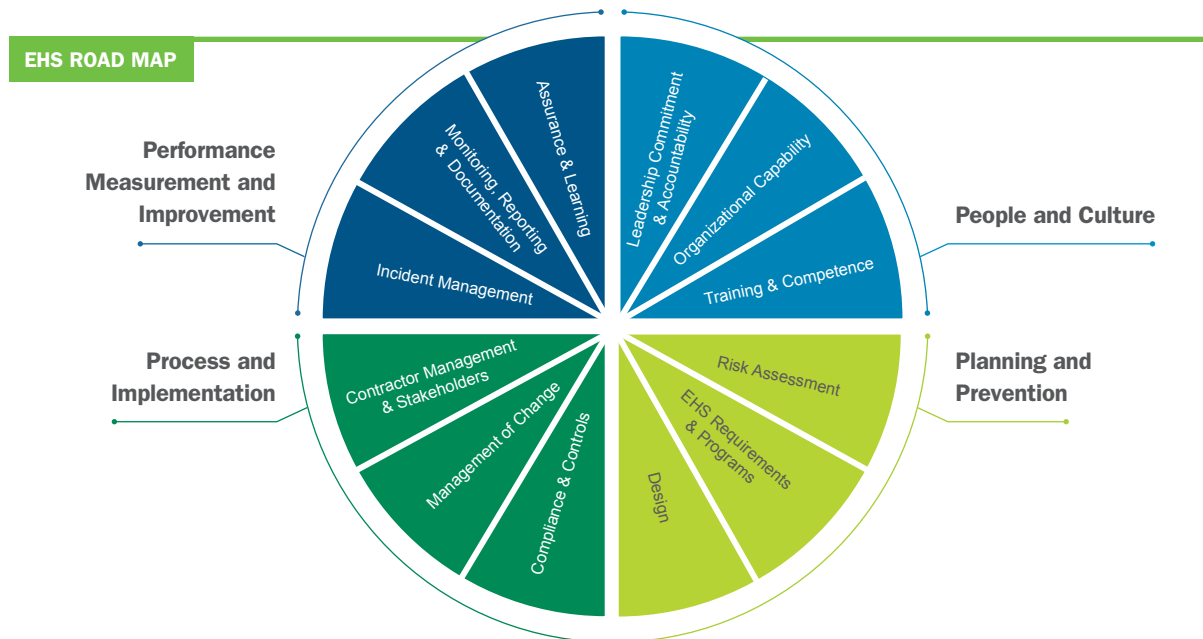 EHS ROAD MAP
Performance
Measurement and
Improvement
Assurance & Learning
Monitoring, Reporting
& Documentation
Incident Management
Leadership Commitment
& Accountability
Organizational Capability
Training & Competence
People and Culture
Process and
Implementation
Contractor Management
& Stakeholders
Management of Change
Compliance & Controls
Risk Assessment
EHS Requirements
& Programs
Design
Planning and
Prevention